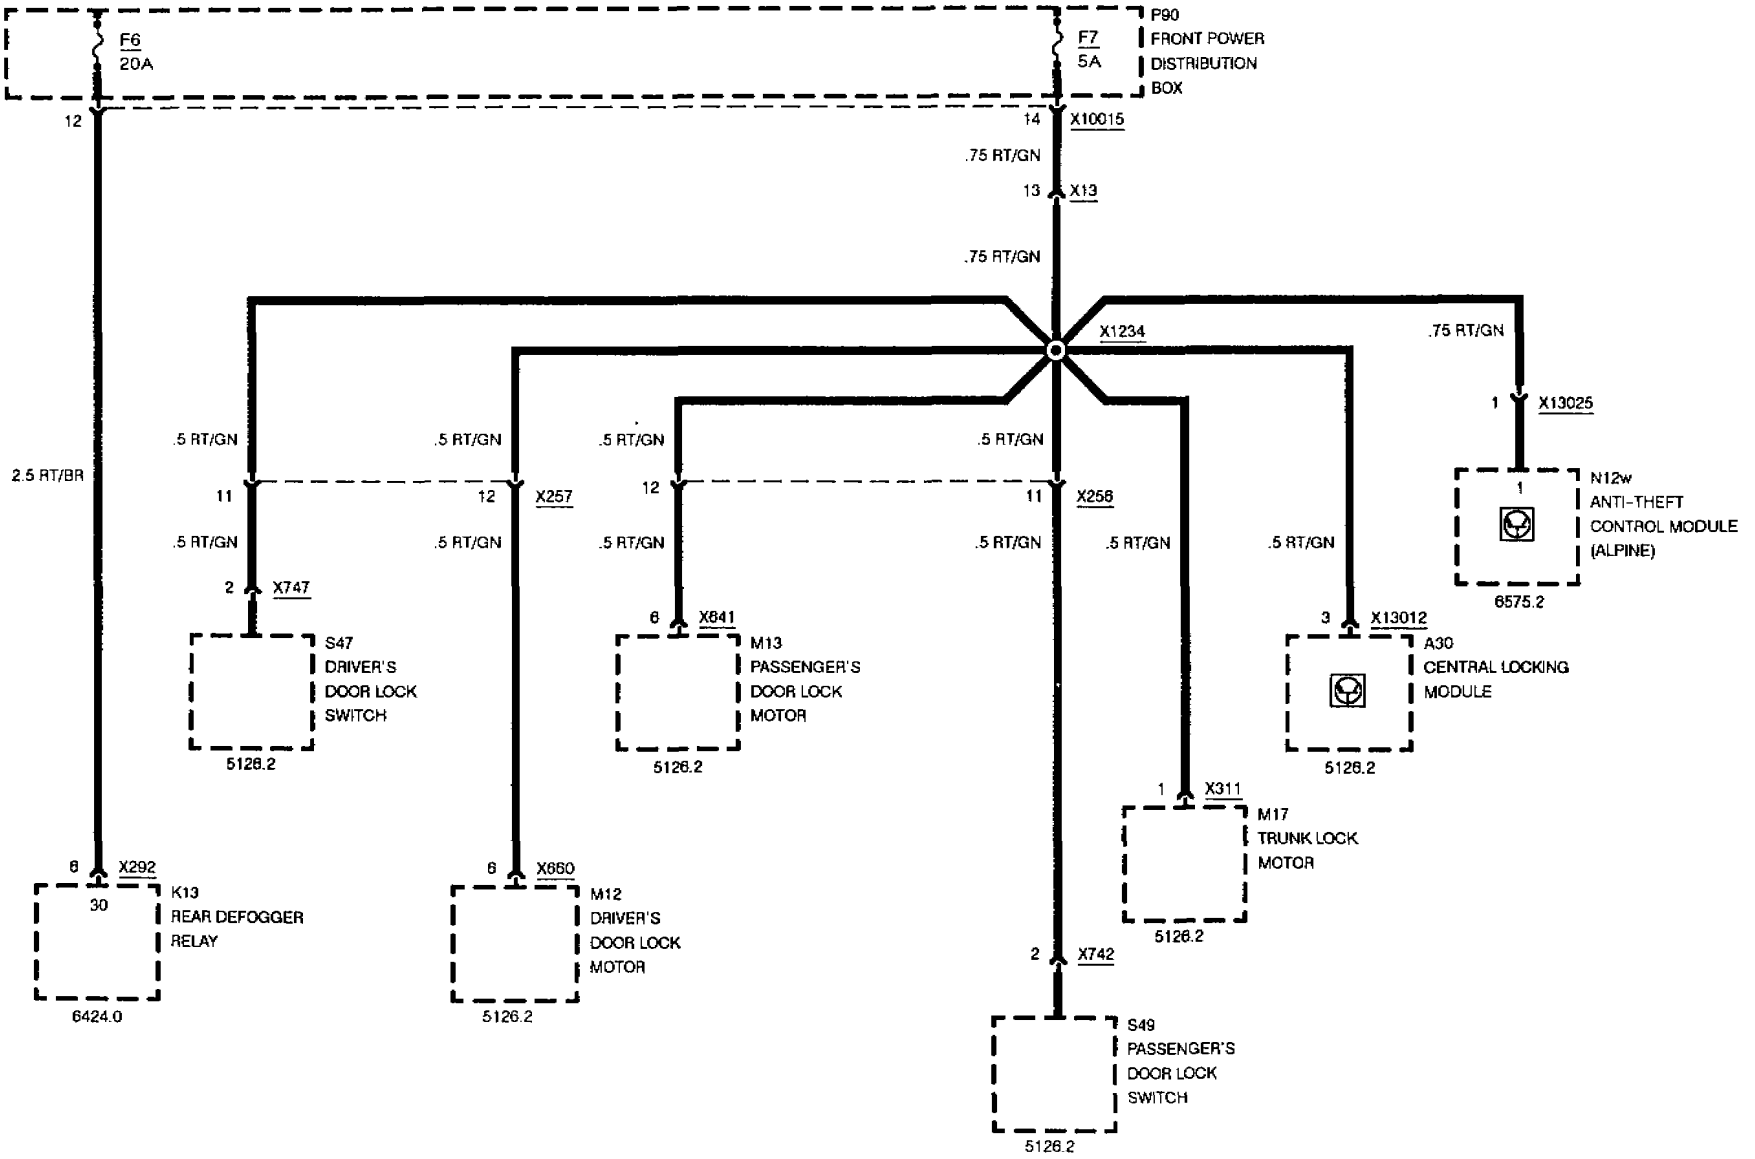 F6
20A
F7
5A
P90
FRONT POWER
DISTRIBUTION
BOX
12
14 X10015
.75 RT/GN
13 X13
.75 RT/GN
X1234
.75 RT/GN
1 X13025
.5 RT/GN
.5 RT/GN
.5 RT/GN
.5 RT/GN
2.5 RT/BR
11
12 X257
12
11 X256
N12w
ANTI-THEFT
CONTROL MODULE
(ALPINE)
1
6575.2
.5 RT/GN
.5 RT/GN
.5 RT/GN
.5 RT/GN
.5 RT/GN
.5 RT/GN
2 X747
6 X641
3 X13012
S47
DRIVER'S
DOOR LOCK
SWITCH
5126.2
M13
PASSENGER'S
DOOR LOCK
MOTOR
5126.2
A30
CENTRAL LOCKING
MODULE
5126.2
1 X311
M17
TRUNK LOCK
MOTOR
5126.2
6 X292
30
K13
REAR DEFOGGER
RELAY
6424.0
6 X660
M12
DRIVER'S
DOOR LOCK
MOTOR
5126.2
2 X742
S49
PASSENGER'S
DOOR LOCK
SWITCH
5126.2